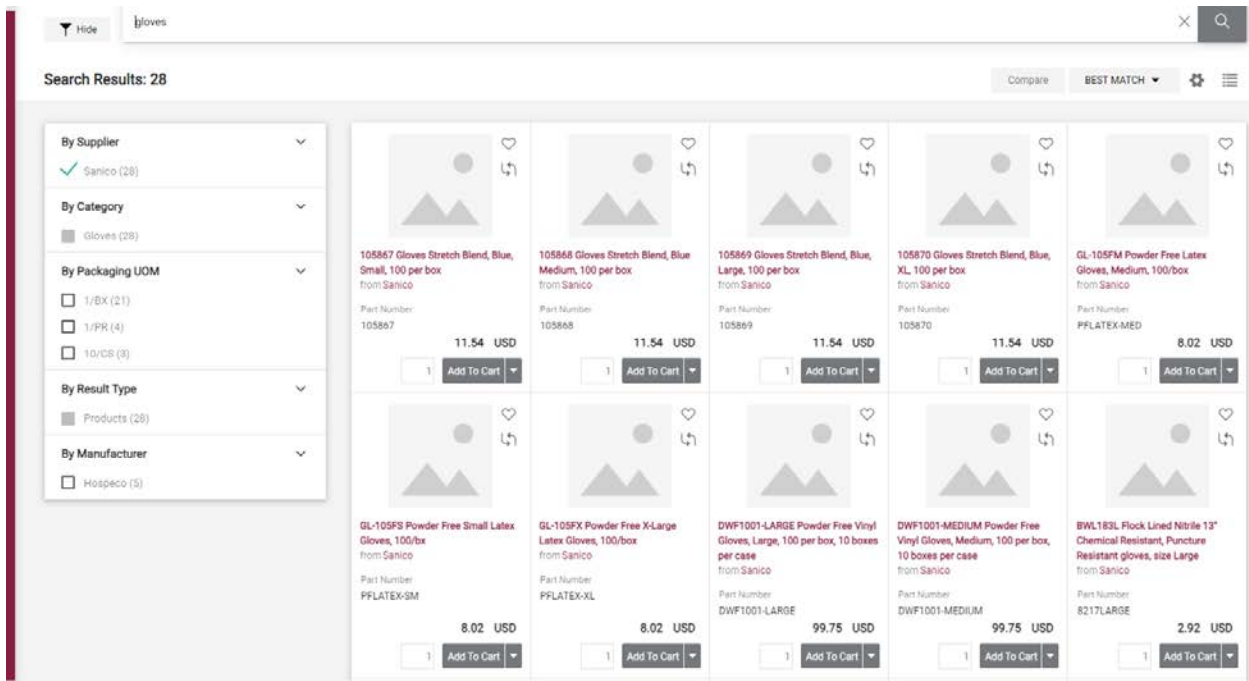 Hide
gloves
Search Results: 28
Compare
BEST MATCH
By Supplier
Sanico (28)
By Category
Gloves (28)
By Packaging UOM
1/BX (21)
1/PR (4)
10/CS (3)
By Result Type
Products (28)
By Manufacturer
Hospeco (5)
105867 Gloves Stretch Blend, Blue,
Small, 100 per box
from Sanico
Part Number
105867
11.54 USD
1 Add To Cart
105868 Gloves Stretch Blend, Blue
Medium, 100 per box
from Sanico
Part Number
105868
11.54 USD
1 Add To Cart
105869 Gloves Stretch Blend, Blue,
Large, 100 per box
from Sanico
Part Number
105869
11.54 USD
1 Add To Cart
105870 Gloves Stretch Blend, Blue,
XL, 100 per box
from Sanico
Part Number
105870
11.54 USD
1 Add To Cart
GL-105FM Powder Free Latex
Gloves, Medium, 100/box
from Sanico
Part Number
PFLATEX-MED
8.02 USD
1 Add To Cart
GL-105FS Powder Free Small Latex
Gloves, 100/bx
from Sanico
Part Number
PFLATEX-SM
8.02 USD
1 Add To Cart
GL-105FX Powder Free X-Large
Latex Gloves, 100/box
from Sanico
Part Number
PFLATEX-XL
8.02 USD
1 Add To Cart
DWF1001-LARGE Powder Free Vinyl
Gloves, Large, 100 per box, 10 boxes
per case
from Sanico
Part Number
DWF1001-LARGE
99.75 USD
1 Add To Cart
DWF1001-MEDIUM Powder Free
Vinyl Gloves, Medium, 100 per box,
10 boxes per case
from Sanico
Part Number
DWF1001-MEDIUM
99.75 USD
1 Add To Cart
BWL183L Flock Lined Nitrile 13"
Chemical Resistant, Puncture
Resistant gloves, size Large
from Sanico
Part Number
8217LARGE
2.92 USD
1 Add To Cart